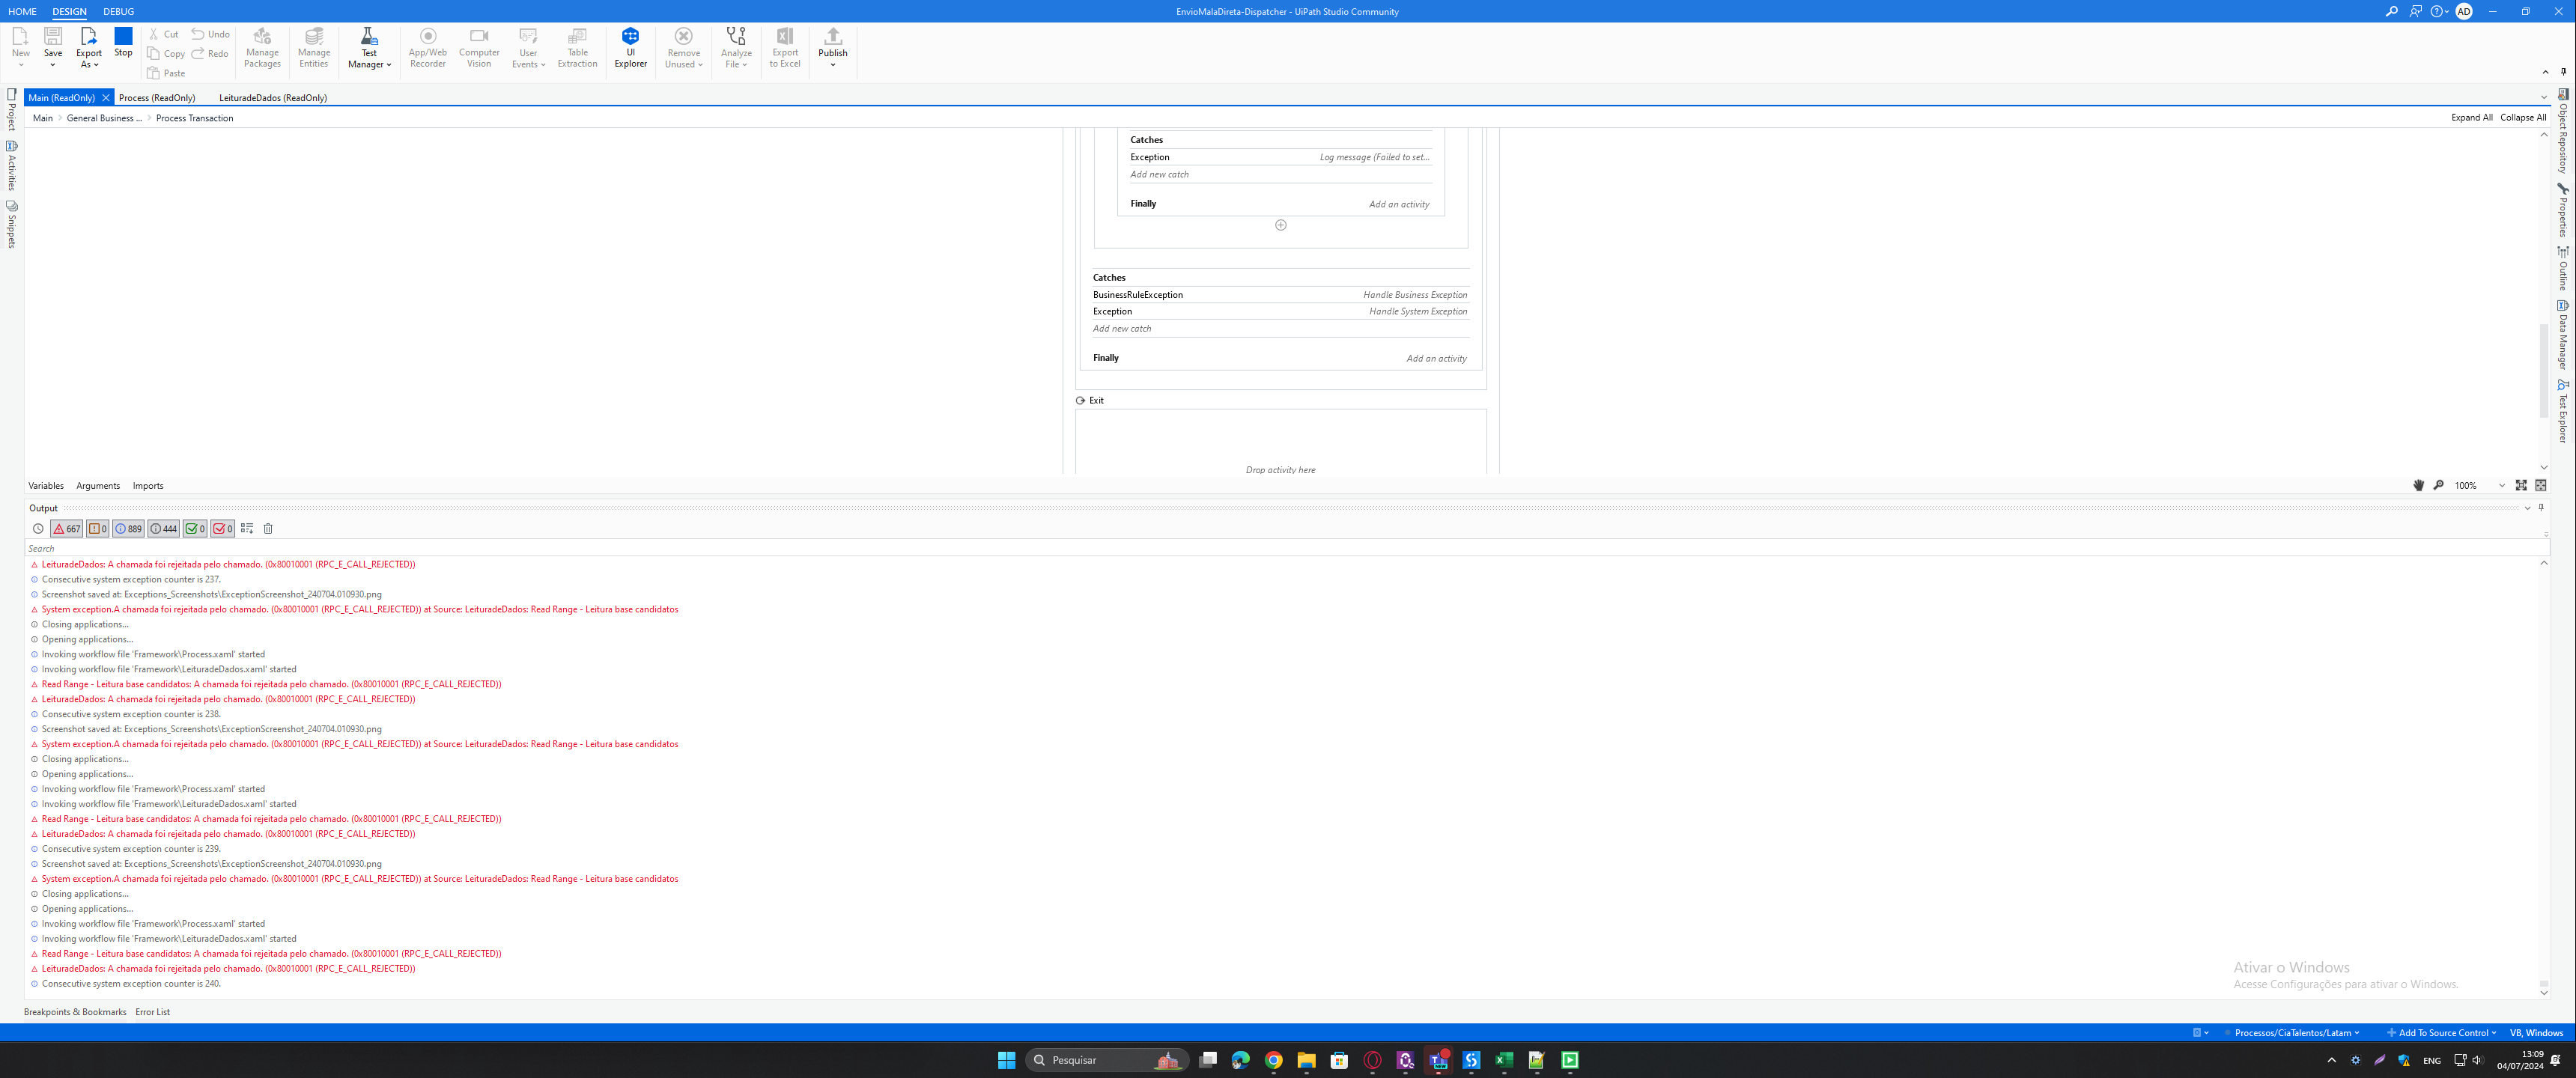 HOME DESIGN DEBUG
EnvioMalaDireta-Dispatcher - UiPath Studio Community
AD
New Save Export As Stop
Cut Copy Paste
Undo Redo
Manage Packages
Manage Entities
Test Manager
App/Web Recorder
Computer Vision
User Events
Table Extraction
UI Explorer
Remove Unused
Analyze File
Export to Excel
Publish
Main (ReadOnly) Process (ReadOnly) LeituradeDados (ReadOnly)
Main > General Business ... > Process Transaction
Expand All Collapse All
Project
Activities
Snippets
Object Repository
Properties
Outline
Data Manager
Test Explorer
Catches
Exception Log message (Failed to set...
Add new catch
Finally Add an activity
Catches
BusinessRuleException Handle Business Exception
Exception Handle System Exception
Add new catch
Finally Add an activity
Exit
Drop activity here
Variables Arguments Imports
100%
Output
667 0 889 444 0 0
Search
LeituradeDados: A chamada foi rejeitada pelo chamado. (0x80010001 (RPC_E_CALL_REJECTED))
Consecutive system exception counter is 237.
Screenshot saved at: Exceptions_Screenshots\ExceptionScreenshot_240704.010930.png
System exception.A chamada foi rejeitada pelo chamado. (0x80010001 (RPC_E_CALL_REJECTED)) at Source: LeituradeDados: Read Range - Leitura base candidatos
Closing applications...
Opening applications...
Invoking workflow file 'Framework\Process.xaml' started
Invoking workflow file 'Framework\LeituradeDados.xaml' started
Read Range - Leitura base candidatos: A chamada foi rejeitada pelo chamado. (0x80010001 (RPC_E_CALL_REJECTED))
LeituradeDados: A chamada foi rejeitada pelo chamado. (0x80010001 (RPC_E_CALL_REJECTED))
Consecutive system exception counter is 238.
Screenshot saved at: Exceptions_Screenshots\ExceptionScreenshot_240704.010930.png
System exception.A chamada foi rejeitada pelo chamado. (0x80010001 (RPC_E_CALL_REJECTED)) at Source: LeituradeDados: Read Range - Leitura base candidatos
Closing applications...
Opening applications...
Invoking workflow file 'Framework\Process.xaml' started
Invoking workflow file 'Framework\LeituradeDados.xaml' started
Read Range - Leitura base candidatos: A chamada foi rejeitada pelo chamado. (0x80010001 (RPC_E_CALL_REJECTED))
LeituradeDados: A chamada foi rejeitada pelo chamado. (0x80010001 (RPC_E_CALL_REJECTED))
Consecutive system exception counter is 239.
Screenshot saved at: Exceptions_Screenshots\ExceptionScreenshot_240704.010930.png
System exception.A chamada foi rejeitada pelo chamado. (0x80010001 (RPC_E_CALL_REJECTED)) at Source: LeituradeDados: Read Range - Leitura base candidatos
Closing applications...
Opening applications...
Invoking workflow file 'Framework\Process.xaml' started
Invoking workflow file 'Framework\LeituradeDados.xaml' started
Read Range - Leitura base candidatos: A chamada foi rejeitada pelo chamado. (0x80010001 (RPC_E_CALL_REJECTED))
LeituradeDados: A chamada foi rejeitada pelo chamado. (0x80010001 (RPC_E_CALL_REJECTED))
Consecutive system exception counter is 240.
Ativar o Windows
Acesse Configurações para ativar o Windows.
Breakpoints & Bookmarks Error List
Processos/CiaTalentos/Latam Add To Source Control VB, Windows
Pesquisar
ENG
13:09
04/07/2024